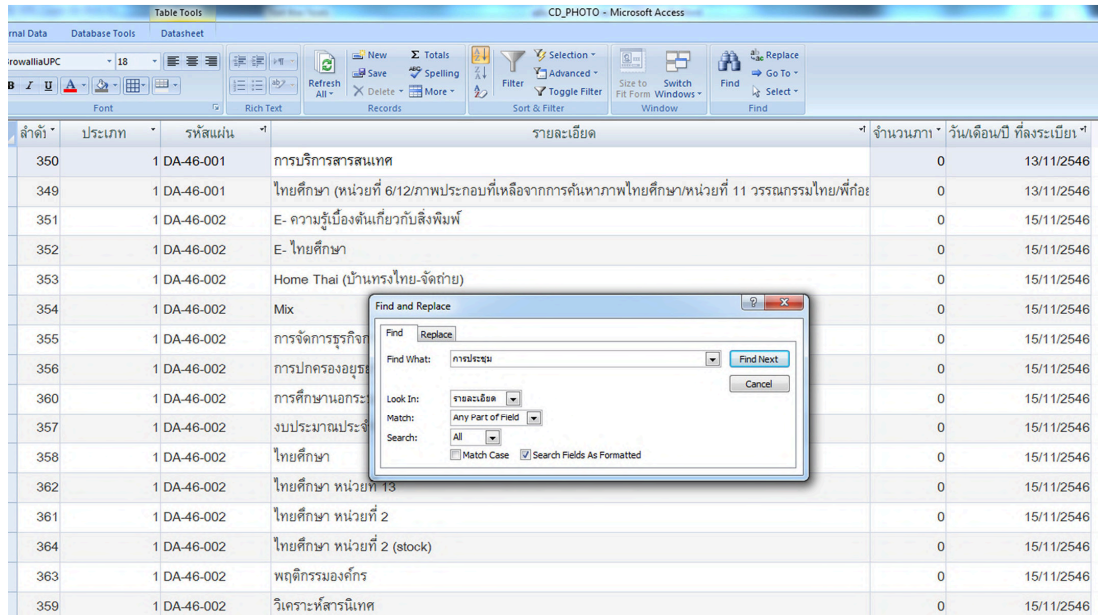 Table Tools
CD_PHOTO - Microsoft Access
rnal Data Database Tools Datasheet
BrowalliaUPC 18
New Σ Totals Selection Replace
Save Spelling Advanced Go To
Refresh All Delete More Filter Toggle Filter Size to Fit Form Switch Windows Find Select
B I U A
Font Rich Text Records Sort & Filter Window Find
ลำดั ประเภท รหัสแผ่น รายละเอียด จำนวนภา วัน/เดือน/ปี ที่ลงระเบีย
350 1 DA-46-001 การบริการสารสนเทศ 0 13/11/2546
349 1 DA-46-001 ไทยศึกษา (หน่วยที่ 6/12/ภาพประกอบที่เหลือจากการค้นหาภาพไทยศึกษา/หน่วยที่ 11 วรรณกรรมไทย/พี่ก๋อย 0 13/11/2546
351 1 DA-46-002 E- ความรู้เบื้องต้นเกี่ยวกับสิ่งพิมพ์ 0 15/11/2546
352 1 DA-46-002 E- ไทยศึกษา 0 15/11/2546
353 1 DA-46-002 Home Thai (บ้านทรงไทย-จัดถ่าย) 0 15/11/2546
354 1 DA-46-002 Mix 0 15/11/2546
355 1 DA-46-002 การจัดการธุรกิจก 0 15/11/2546
356 1 DA-46-002 การปกครองอยุธย 0 15/11/2546
360 1 DA-46-002 การศึกษานอกระ 0 15/11/2546
357 1 DA-46-002 งบประมาณประจำ 0 15/11/2546
358 1 DA-46-002 ไทยศึกษา 0 15/11/2546
362 1 DA-46-002 ไทยศึกษา หน่วยที่ 13 0 15/11/2546
361 1 DA-46-002 ไทยศึกษา หน่วยที่ 2 0 15/11/2546
364 1 DA-46-002 ไทยศึกษา หน่วยที่ 2 (stock) 0 15/11/2546
363 1 DA-46-002 พฤติกรรมองค์กร 0 15/11/2546
359 1 DA-46-002 วิเคราะห์สารนิเทศ 0 15/11/2546
Find and Replace
Find Replace
Find What: การประชุม Find Next
Cancel
Look In: รายละเอียด
Match: Any Part of Field
Search: All
Match Case Search Fields As Formatted